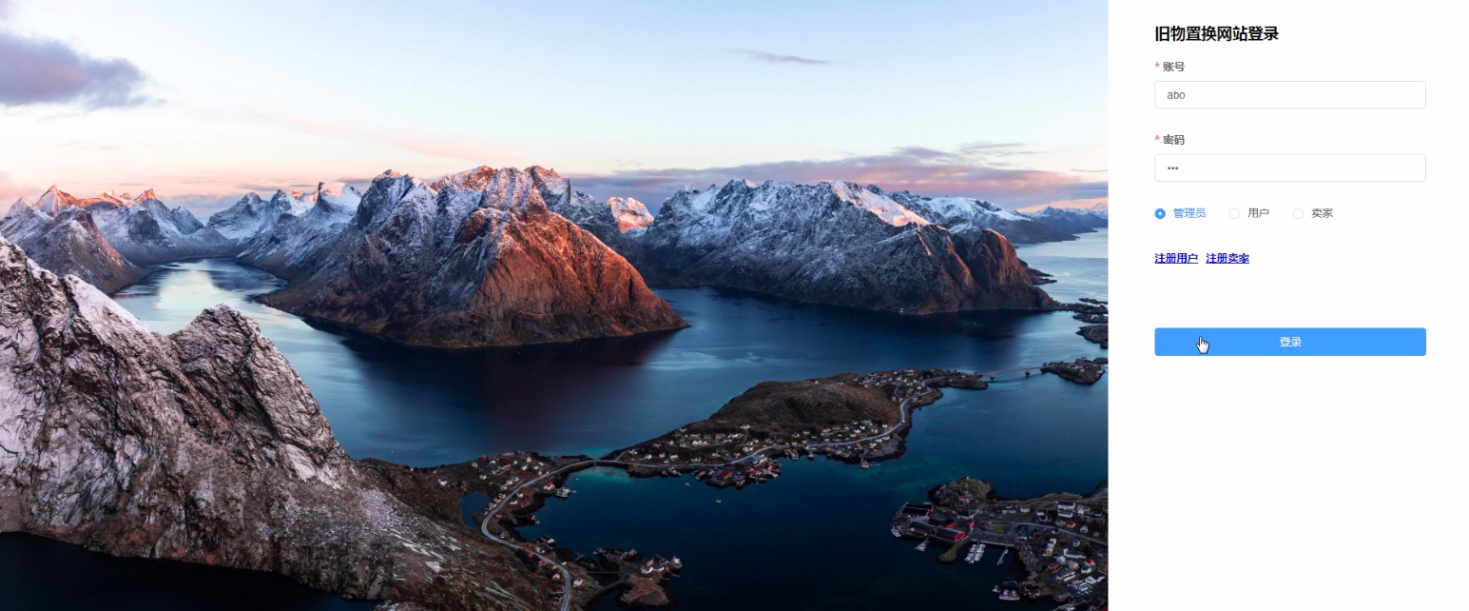 旧物置换网站登录
* 账号
abo
* 密码
•••
管理员 用户 卖家
注册用户 注册卖家
登录